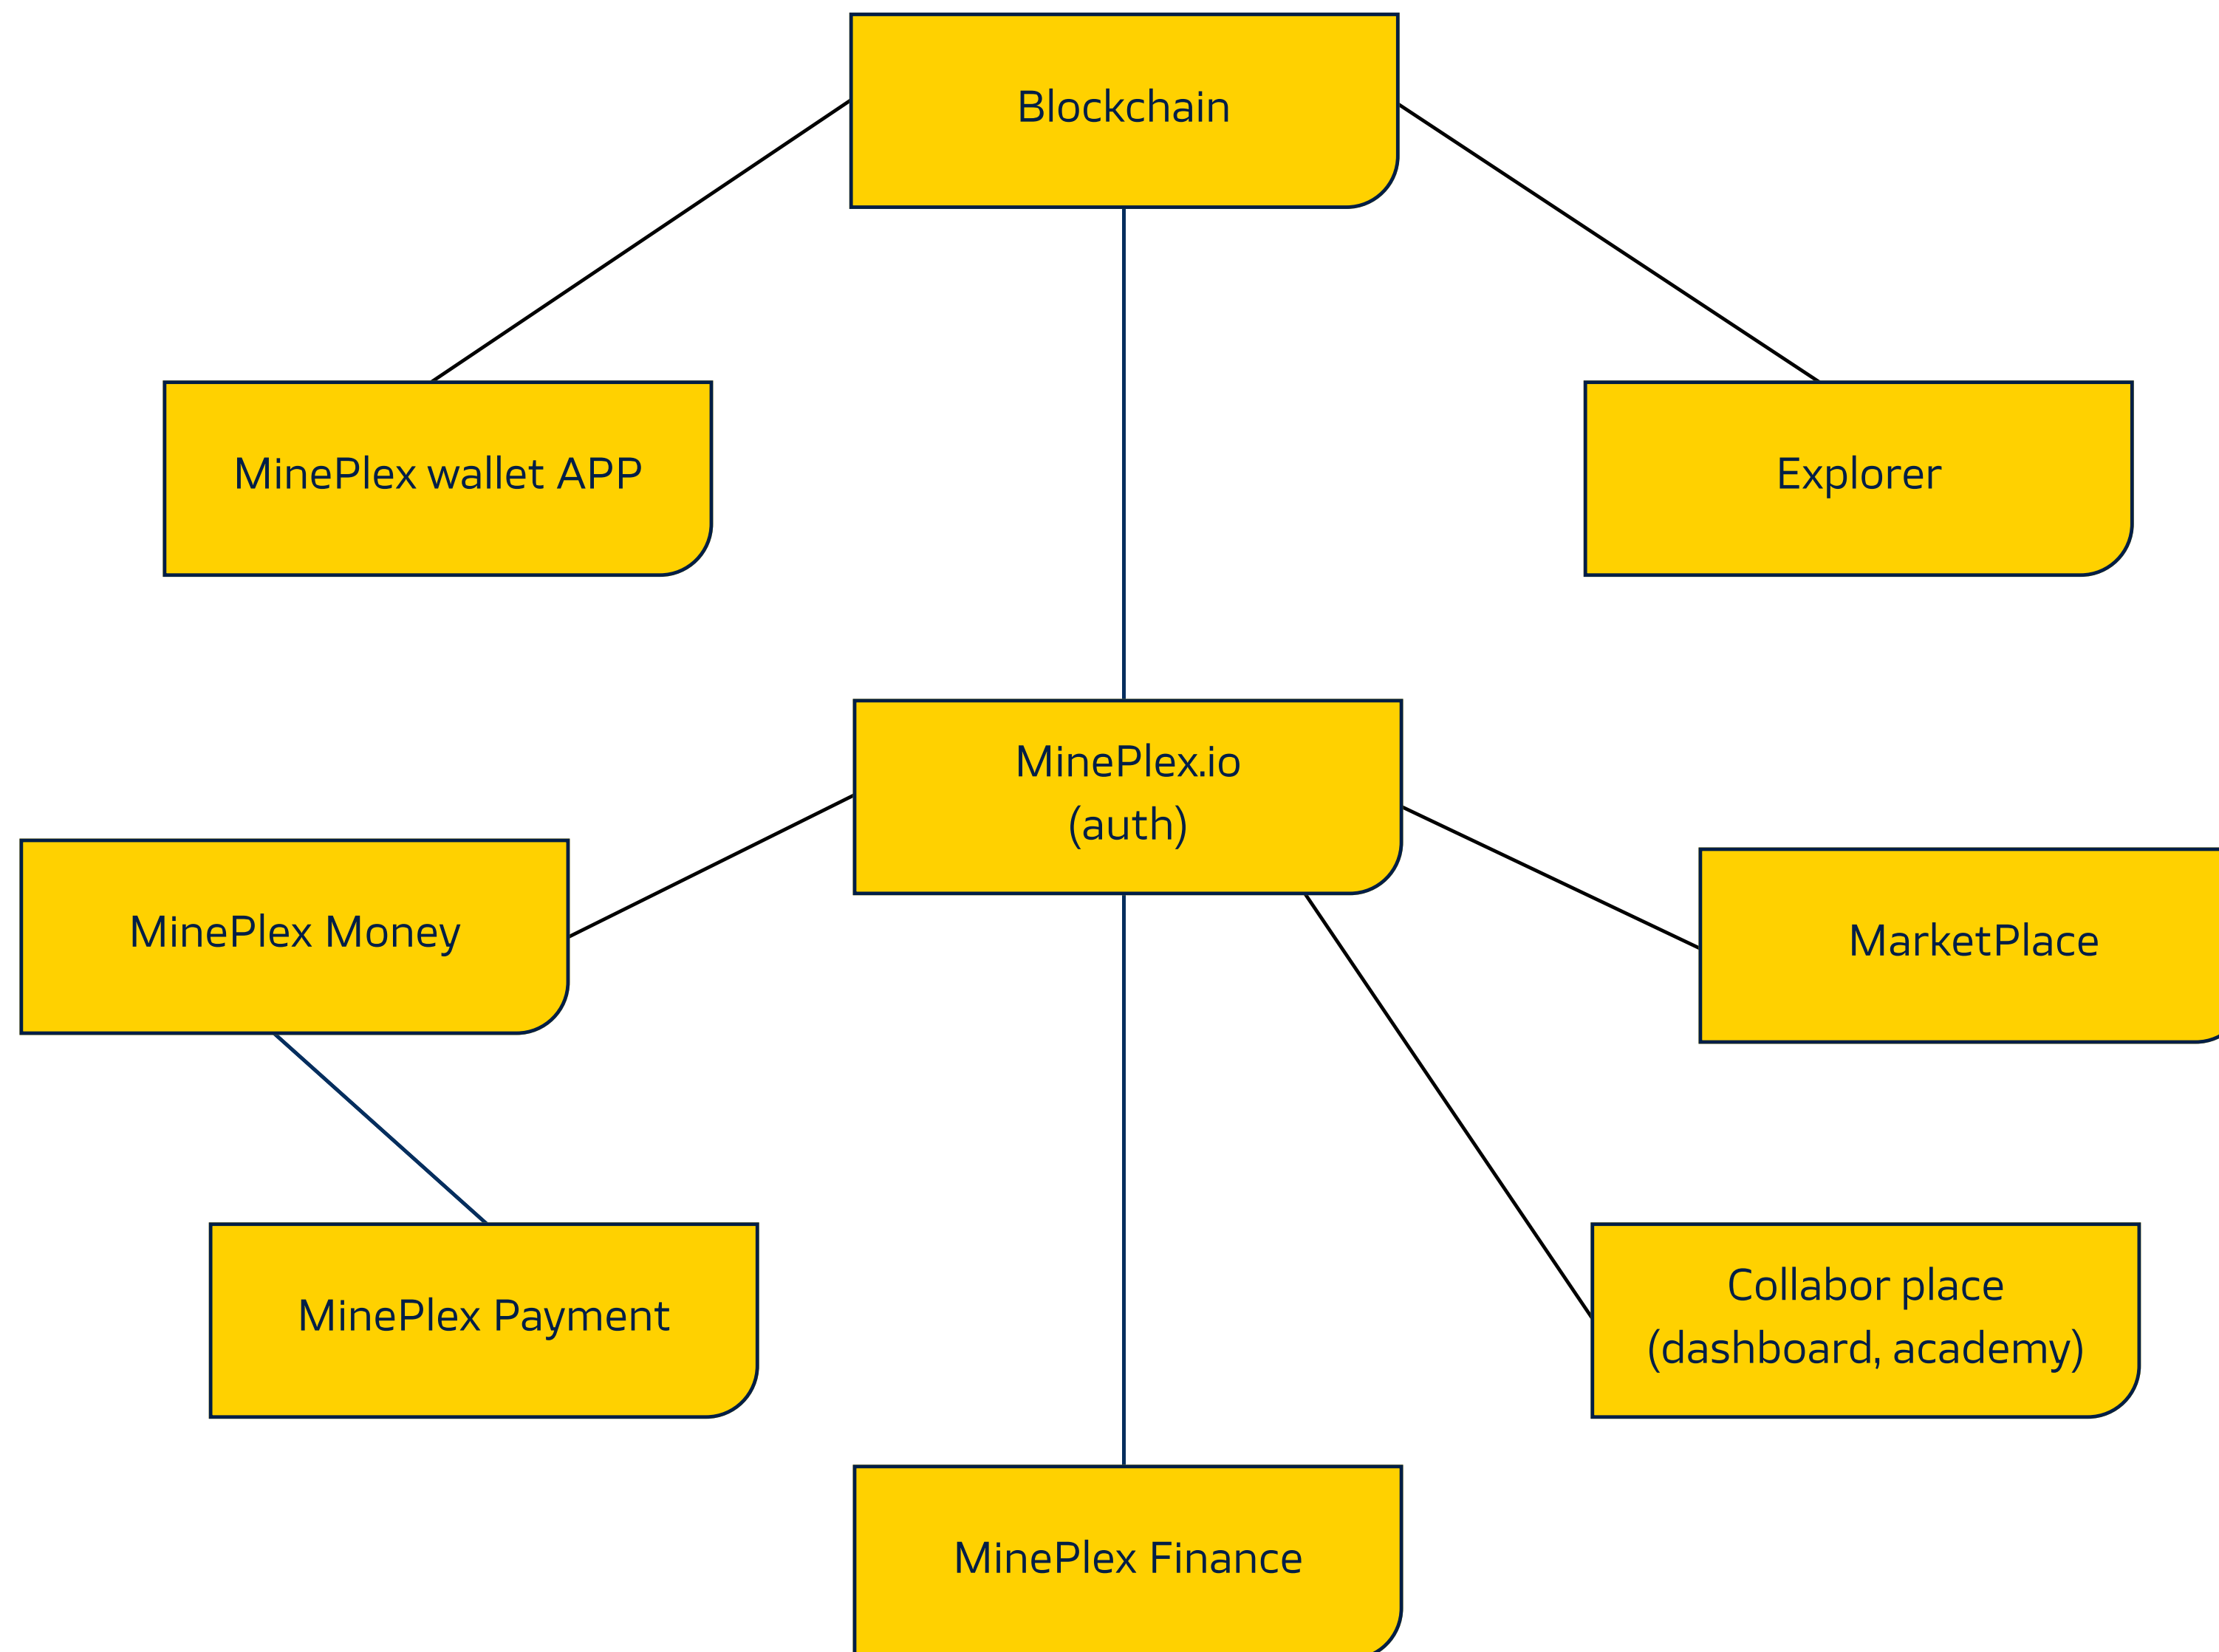 Blockchain
MinePlex wallet APP
Explorer
MinePlex.io
(auth)
MinePlex Money
MarketPlace
MinePlex Payment
Collabor place
(dashboard, academy)
MinePlex Finance